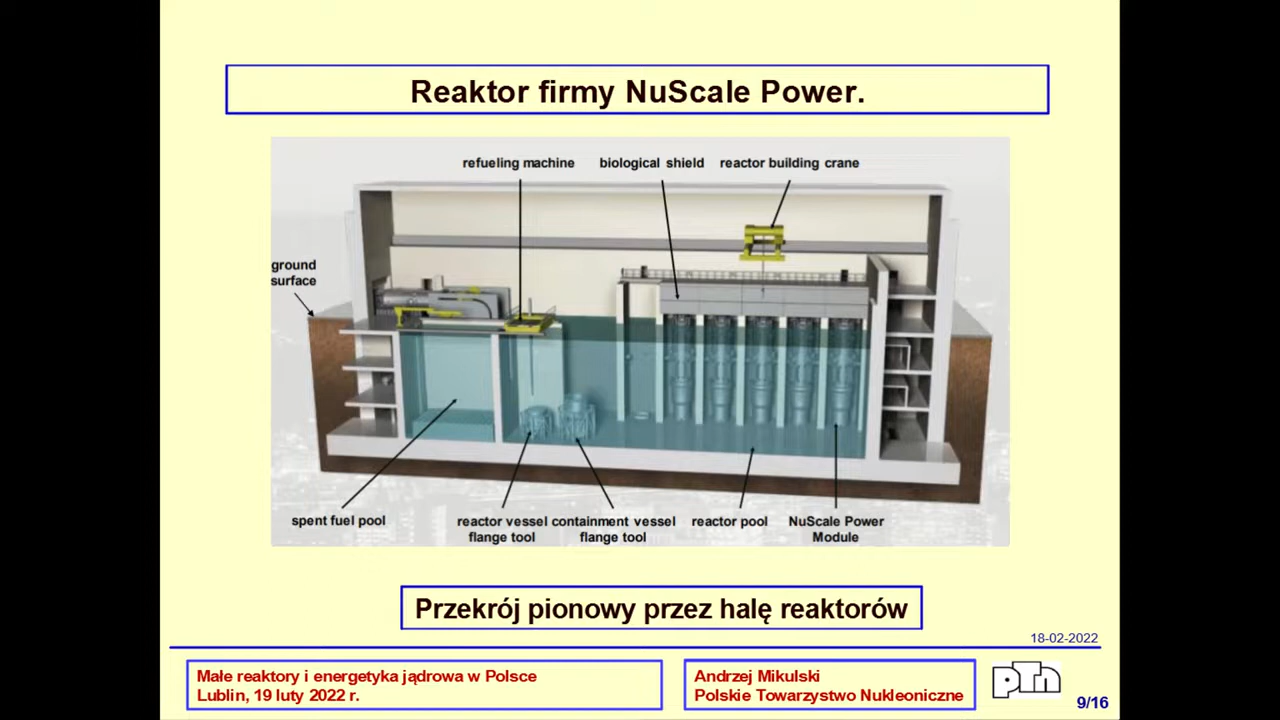 Reaktor firmy NuScale Power.
refueling machine
biological shield
reactor building crane
ground
surface
spent fuel pool
reactor vessel
flange tool
containment vessel
flange tool
reactor pool
NuScale Power
Module
Przekrój pionowy przez halę reaktorów
18-02-2022
Małe reaktory i energetyka jądrowa w Polsce
Lublin, 19 luty 2022 r.
Andrzej Mikulski
Polskie Towarzystwo Nukleoniczne
PTN
9/16